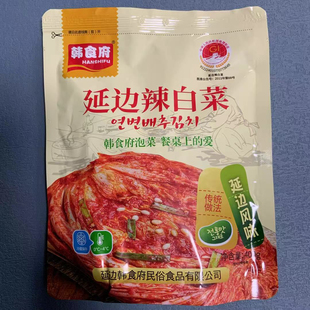 韩食府
HANSHIFU
延边辣白菜
연변배추김치
韩食府泡菜·餐桌上的爱
传统
做法
延边风味
延边韩食府民俗食品有限公司